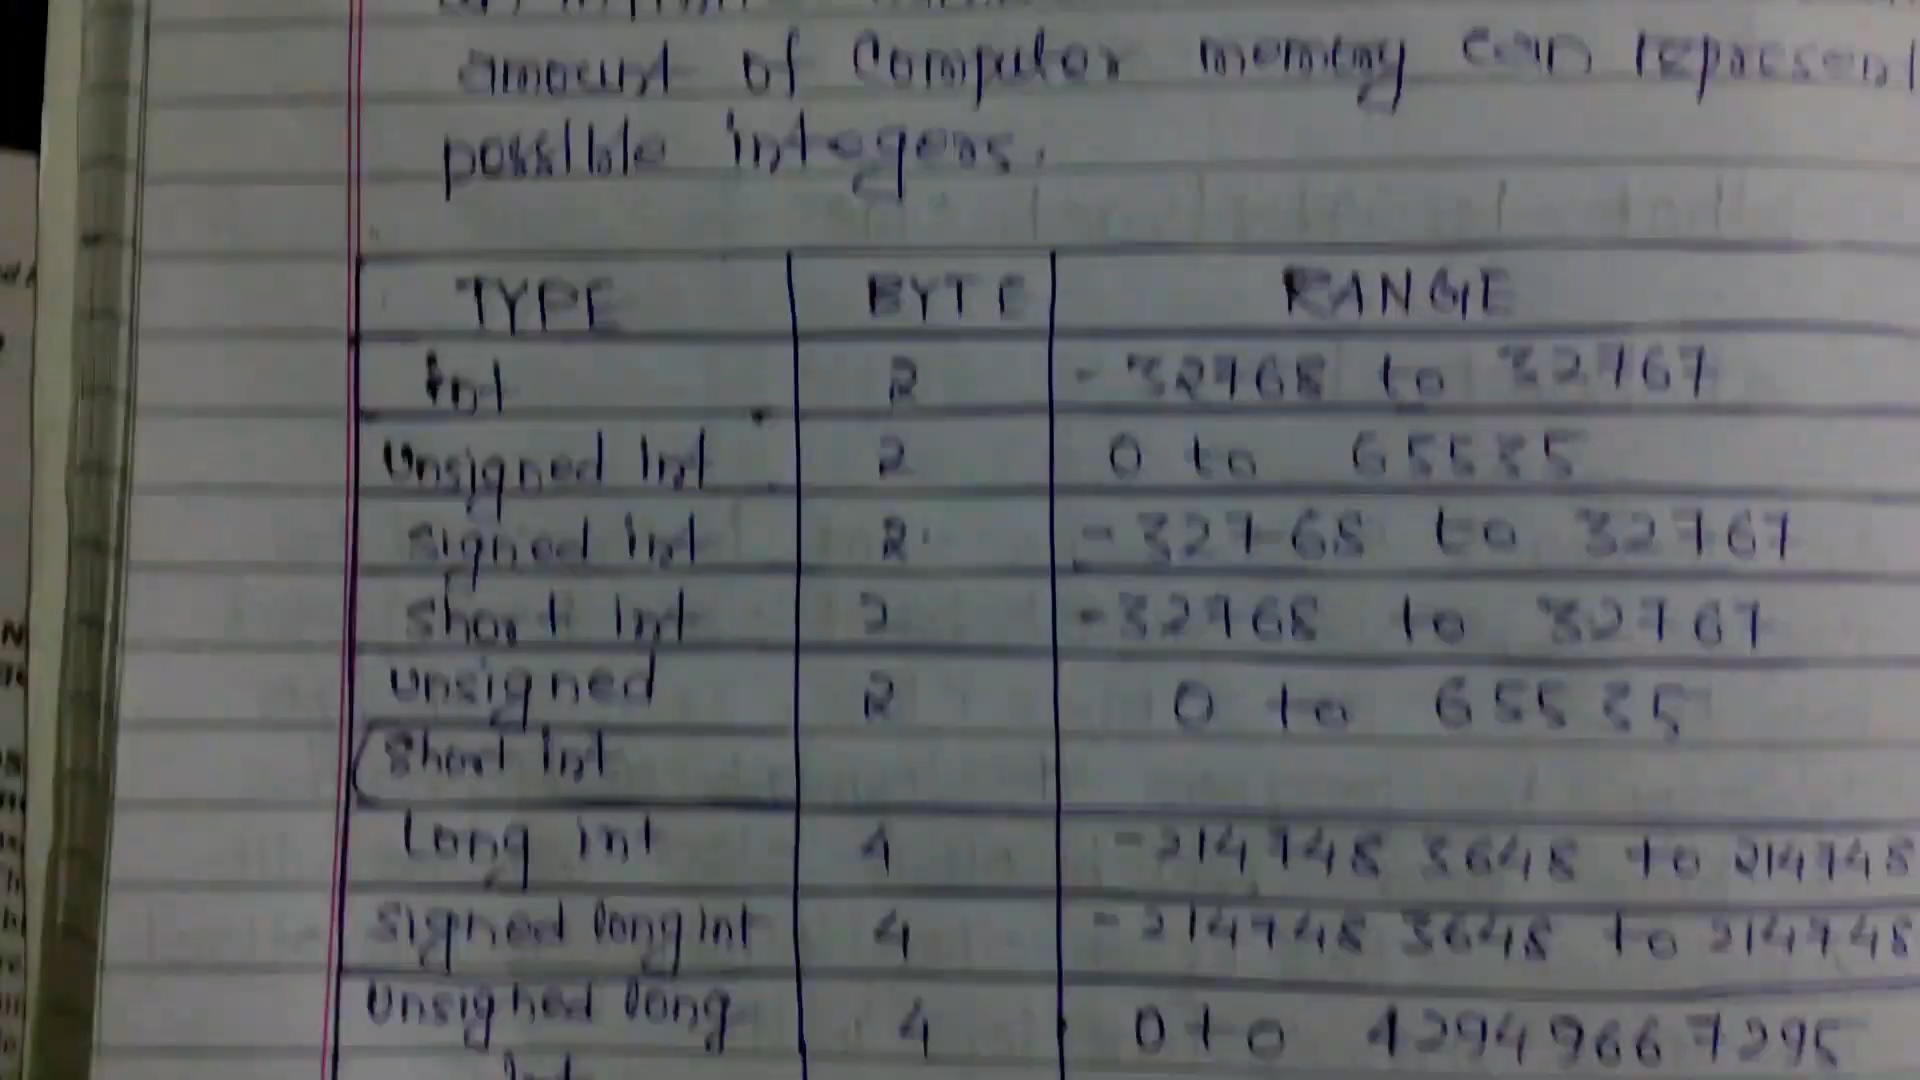 amount of Computer memory can represent
possible integers.
TYPE BYTE RANGE
int 2 -32768 to 32767
Unsigned int 2 0 to 65535
signed int 2 -32768 to 32767
short int 2 -32768 to 32767
unsigned 2 0 to 65535
short int
Long int 4 -2147483648 to 214748
signed long int 4 -2147483648 to 214748
Unsigned long 4 0 to 42949667295
int